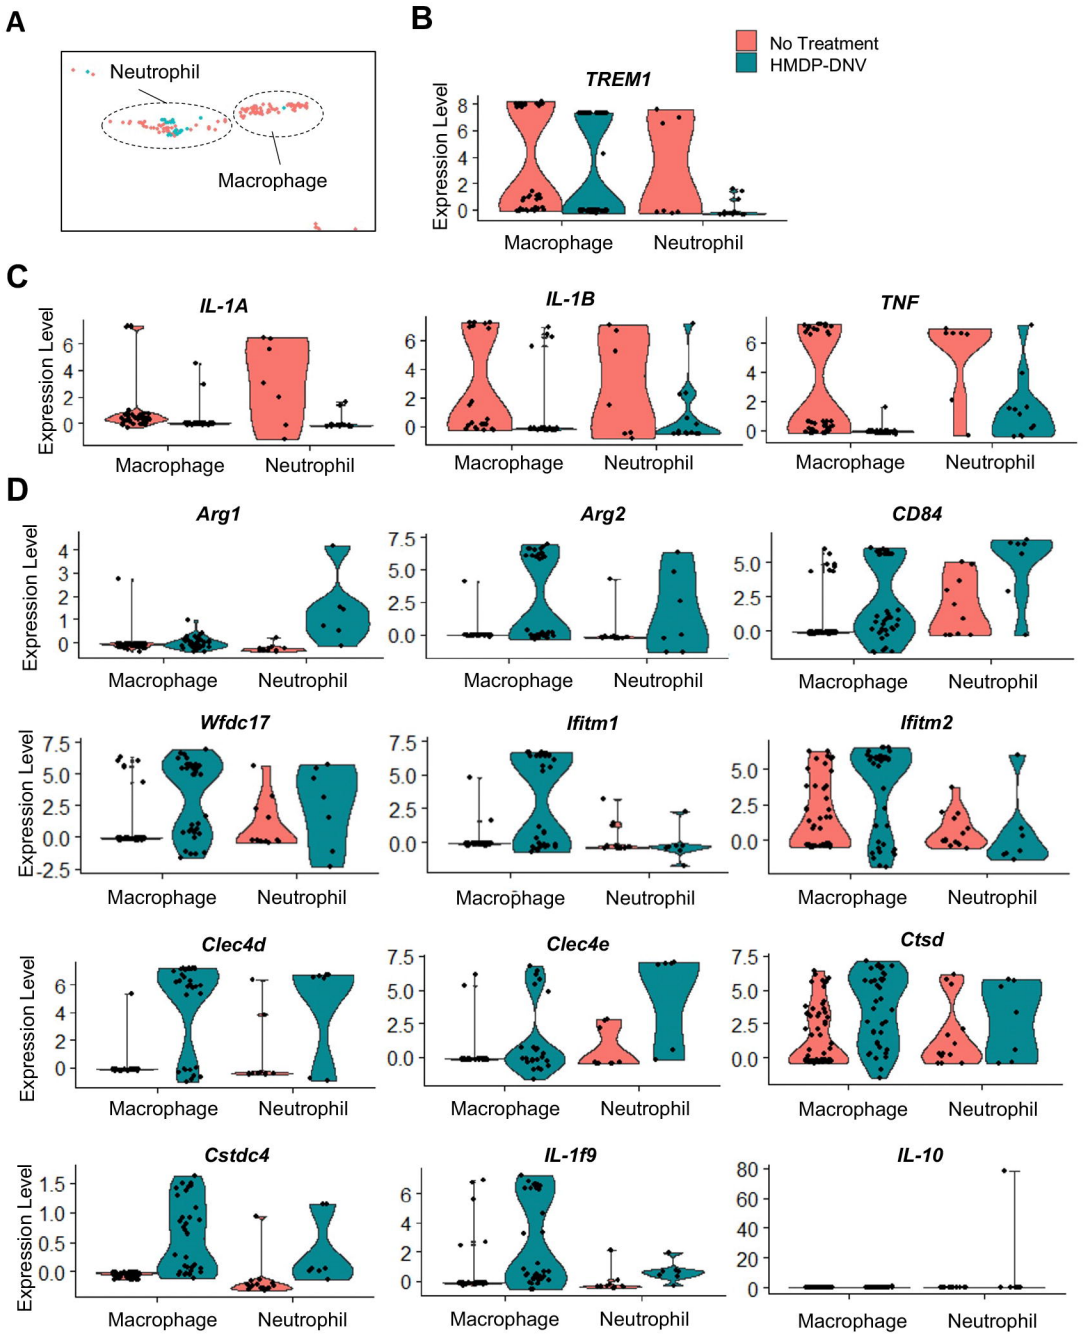 A
Neutrophil
Macrophage
B
No Treatment
HMDP-DNV
TREM1
Expression Level
8
6
4
2
0
Macrophage Neutrophil
C
IL-1A
Expression Level
6
4
2
0
Macrophage Neutrophil
IL-1B
6
4
2
0
Macrophage Neutrophil
TNF
6
4
2
0
Macrophage Neutrophil
D
Arg1
Expression Level
4
3
2
1
0
Macrophage Neutrophil
Arg2
7.5
5.0
2.5
0.0
Macrophage Neutrophil
CD84
5.0
2.5
0.0
Macrophage Neutrophil
Wfdc17
Expression Level
7.5
5.0
2.5
0.0
-2.5
Macrophage Neutrophil
Ifitm1
7.5
5.0
2.5
0.0
Macrophage Neutrophil
Ifitm2
5.0
2.5
0.0
Macrophage Neutrophil
Clec4d
Expression Level
6
4
2
0
Macrophage Neutrophil
Clec4e
7.5
5.0
2.5
0.0
Macrophage Neutrophil
Ctsd
7.5
5.0
2.5
0.0
Macrophage Neutrophil
Cstdc4
Expression Level
1.5
1.0
0.5
0.0
Macrophage Neutrophil
IL-1f9
6
4
2
0
Macrophage Neutrophil
IL-10
80
60
40
20
0
Macrophage Neutrophil